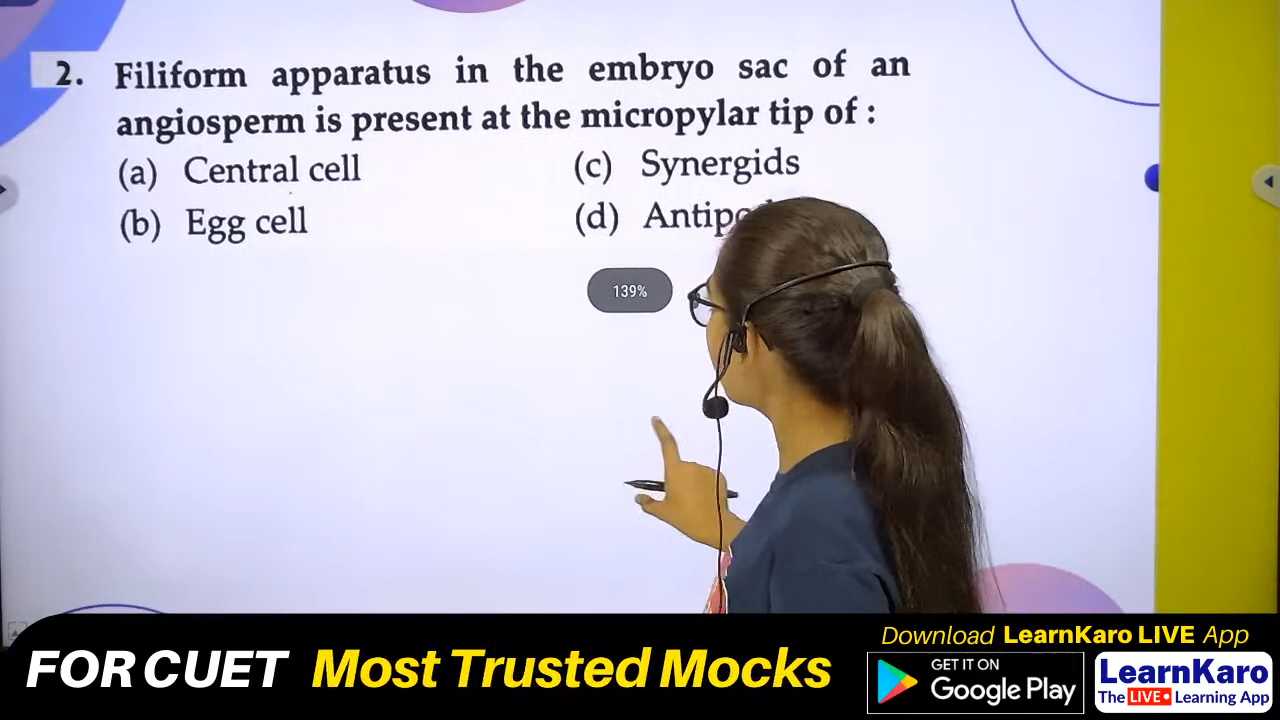 2. Filiform apparatus in the embryo sac of an
angiosperm is present at the micropylar tip of :
(a) Central cell
(c) Synergids
(b) Egg cell
(d)
139%
FOR CUET Most Trusted Mocks
Download LearnKaro LIVE App
GET IT ON
Google Play
LearnKaro
The LIVE Learning App